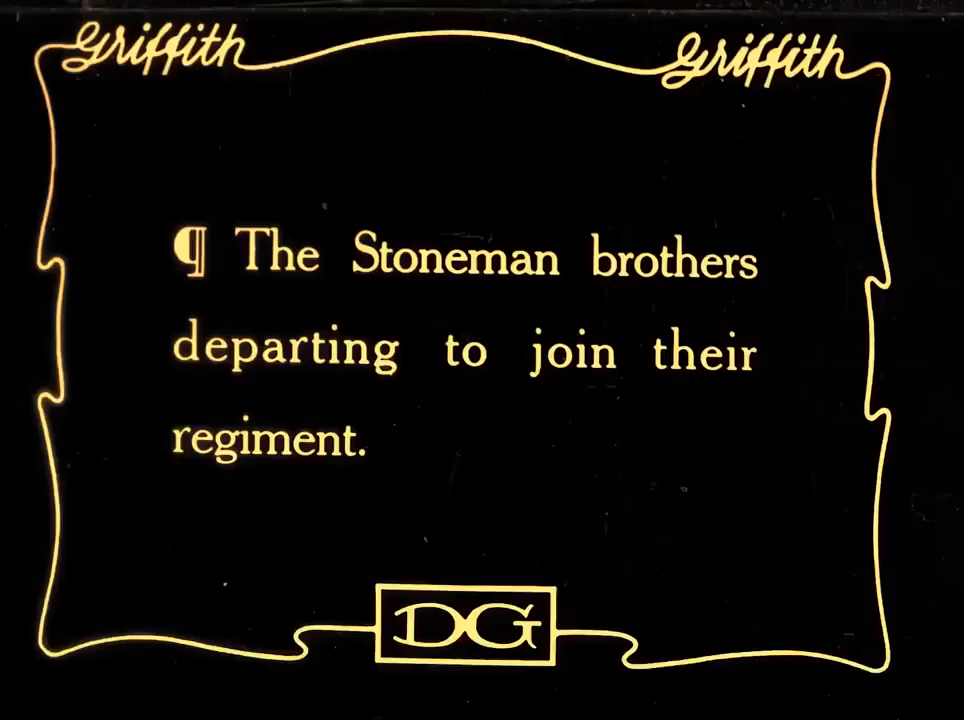 Griffith Griffith
¶ The Stoneman brothers
departing to join their
regiment.
DG